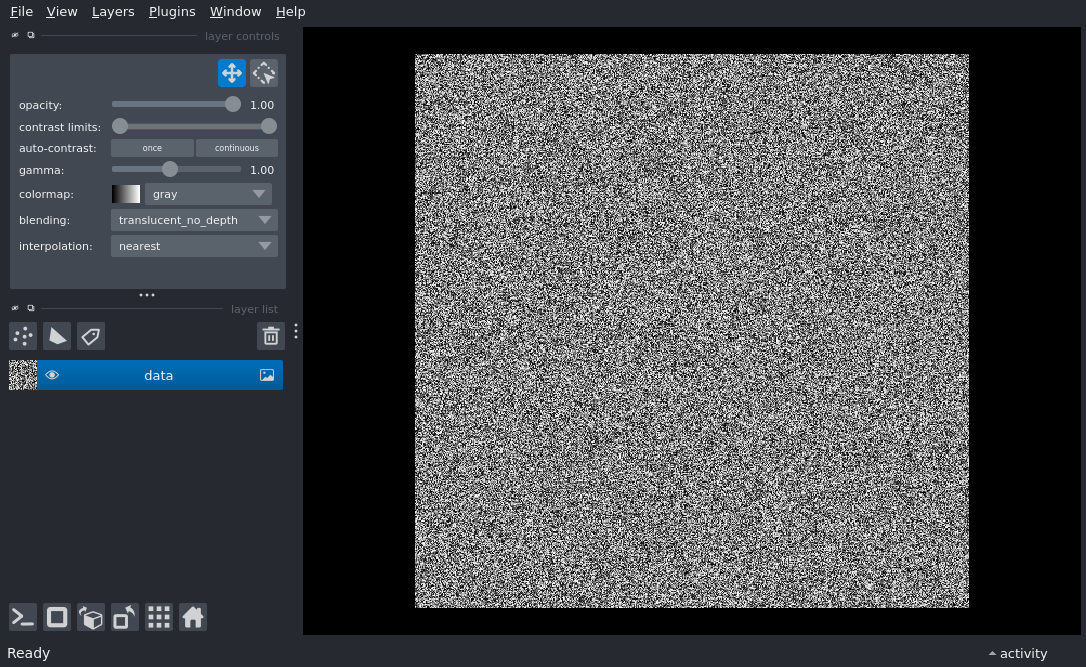 File View Layers Plugins Window Help
layer controls
opacity: 1.00
contrast limits:
auto-contrast: once continuous
gamma: 1.00
colormap: gray
blending: translucent_no_depth
interpolation: nearest
layer list
data
Ready
activity